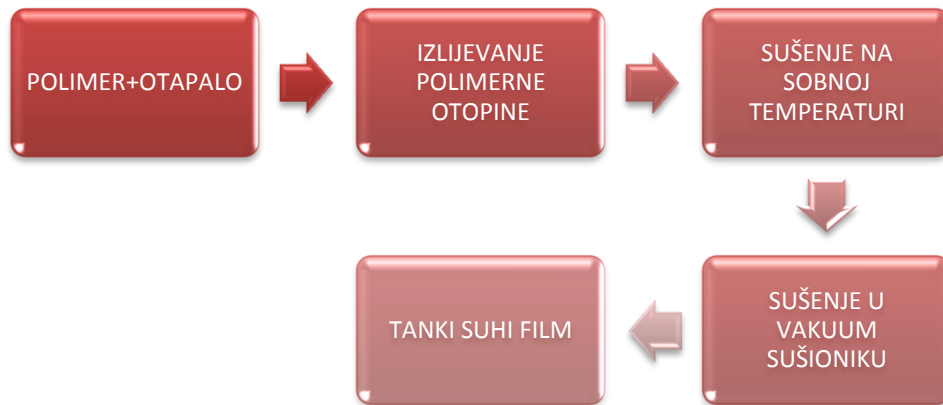 POLIMER+OTAPALO
IZLIJEVANJE
POLIMERNE
OTOPINE
SUŠENJE NA
SOBNOJ
TEMPERATURI
SUŠENJE U
VAKUUM
SUŠIONIKU
TANKI SUHI FILM